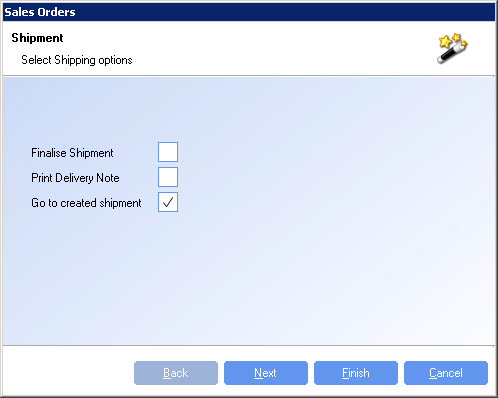 Sales Orders
Shipment
Select Shipping options
Finalise Shipment
Print Delivery Note
Go to created shipment
Back Next Finish Cancel